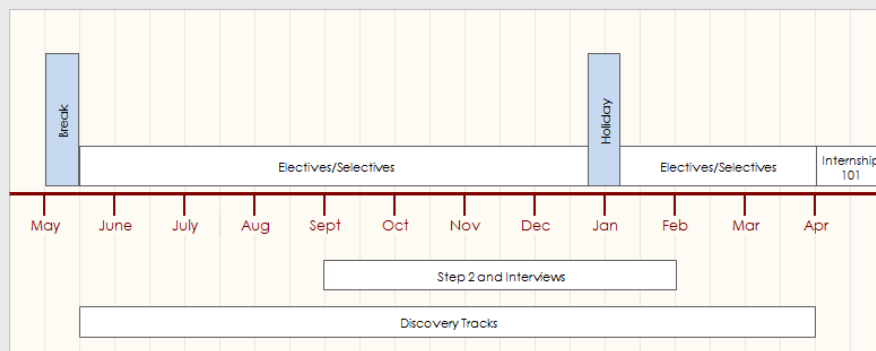 Break
Holiday
Electives/Selectives
Electives/Selectives
Internship
101
May June July Aug Sept Oct Nov Dec Jan Feb Mar Apr
Step 2 and Interviews
Discovery Tracks